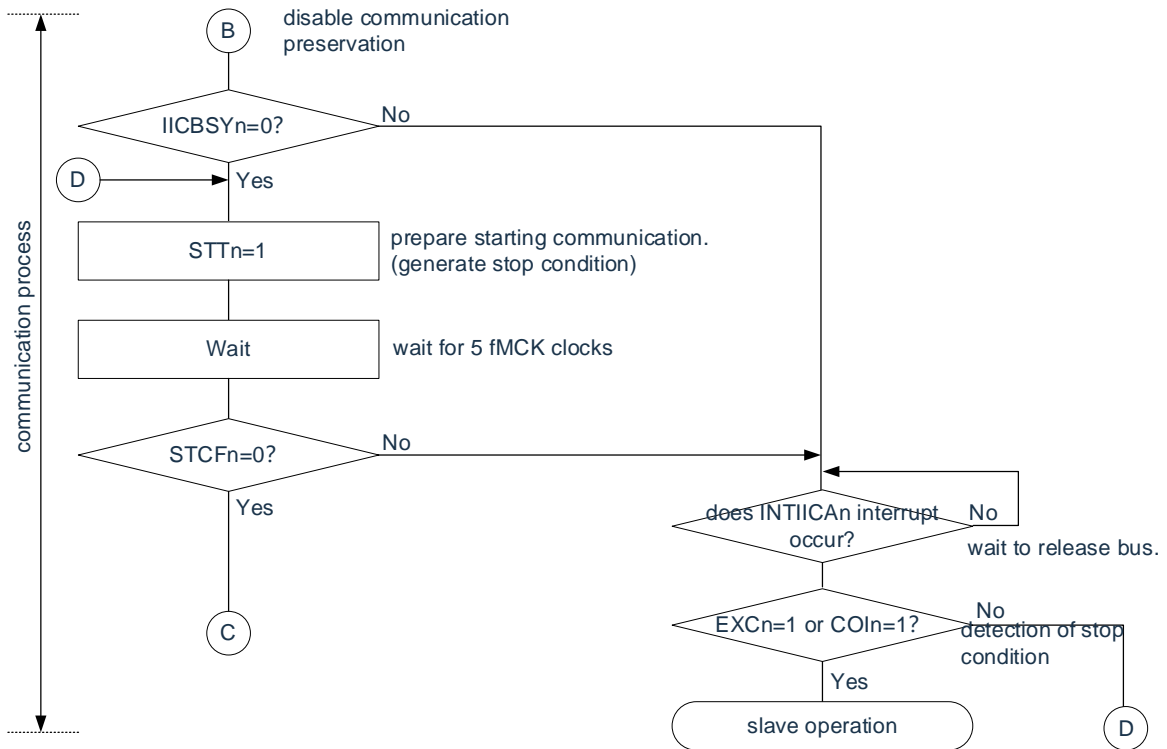 B
disable communication
preservation
IICBSYn=0?
No
D
Yes
STTn=1
prepare starting communication.
(generate stop condition)
Wait
wait for 5 fMCK clocks
communication process
STCFn=0?
No
Yes
does INTIICAn interrupt
occur?
No
wait to release bus.
C
EXCn=1 or COIn=1?
No
detection of stop
condition
Yes
slave operation
D